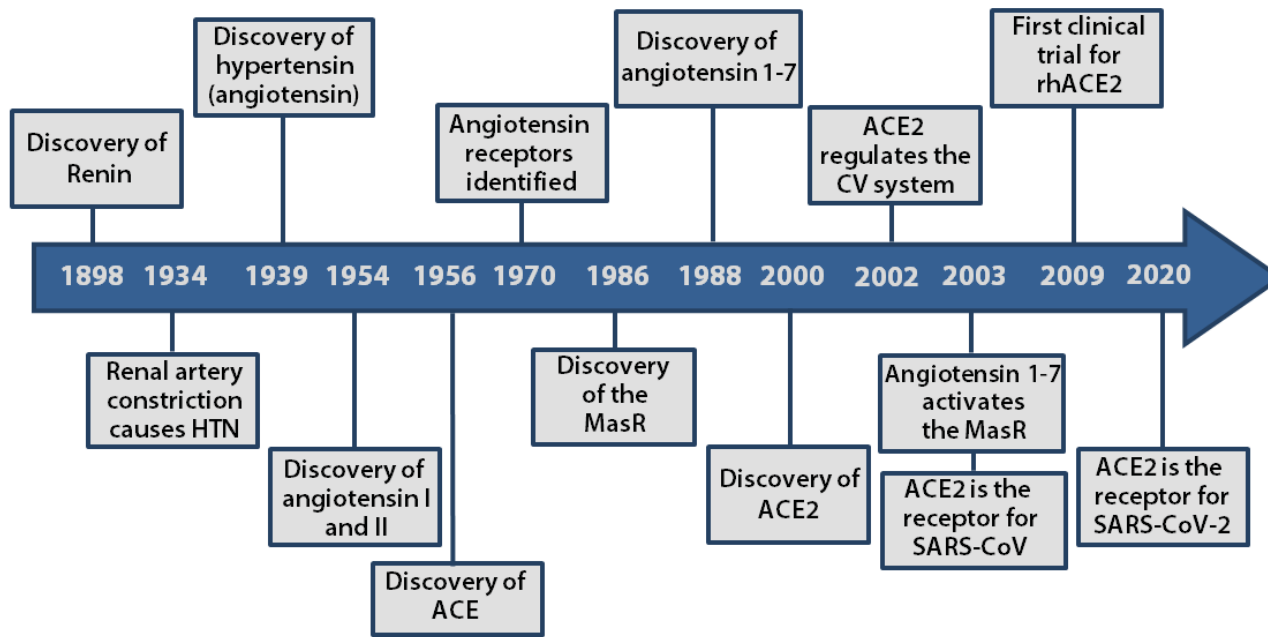 Discovery of
Renin
Discovery of
hypertensin
(angiotensin)
Angiotensin
receptors
identified
Discovery of
angiotensin 1-7
ACE2
regulates the
CV system
First clinical
trial for
rhACE2
1898 1934 1939 1954 1956 1970 1986 1988 2000 2002 2003 2009 2020
Renal artery
constriction
causes HTN
Discovery of
angiotensin I
and II
Discovery of
ACE
Discovery
of the
MasR
Discovery of
ACE2
Angiotensin 1-7
activates
the MasR
ACE2 is the
receptor for
SARS-CoV
ACE2 is the
receptor for
SARS-CoV-2